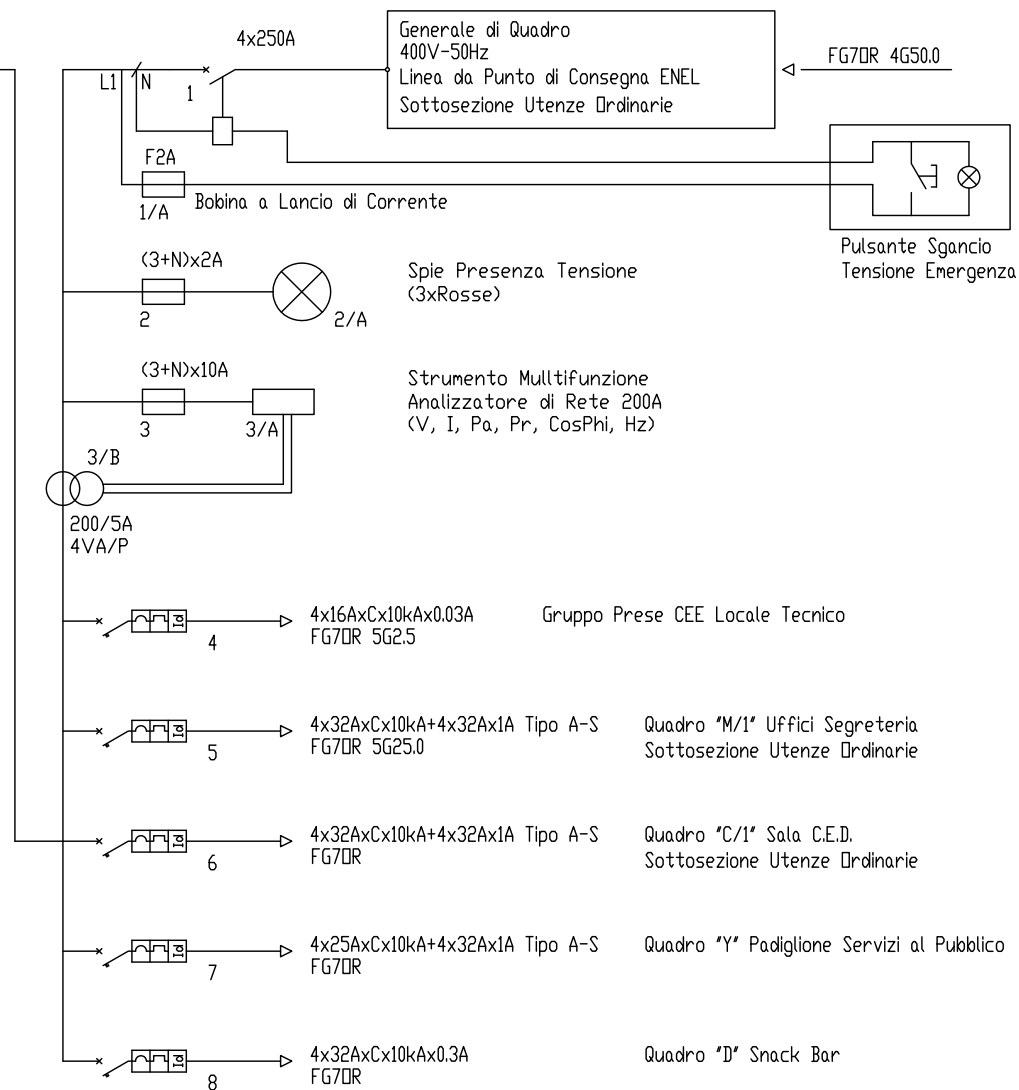 4x250A
Generale di Quadro
400V-50Hz
Linea da Punto di Consegna ENEL
Sottosezione Utenze Ordinarie
FG7OR 4G50.0
L1
N
1
F2A
1/A
Bobina a Lancio di Corrente
Pulsante Sgancio
Tensione Emergenza
(3+N)x2A
2
2/A
Spie Presenza Tensione
(3xRosse)
(3+N)x10A
3
3/A
Strumento Mulltifunzione
Analizzatore di Rete 200A
(V, I, Pa, Pr, CosPhi, Hz)
3/B
200/5A
4VA/P
Id
4
4x16AxCx10kAx0.03A
FG7OR 5G2.5
Gruppo Prese CEE Locale Tecnico
Id
5
4x32AxCx10kA+4x32Ax1A Tipo A-S
FG7OR 5G25.0
Quadro "M/1" Uffici Segreteria
Sottosezione Utenze Ordinarie
Id
6
4x32AxCx10kA+4x32Ax1A Tipo A-S
FG7OR
Quadro "C/1" Sala C.E.D.
Sottosezione Utenze Ordinarie
Id
7
4x25AxCx10kA+4x32Ax1A Tipo A-S
FG7OR
Quadro "Y" Padiglione Servizi al Pubblico
Id
8
4x32AxCx10kAx0.3A
FG7OR
Quadro "D" Snack Bar